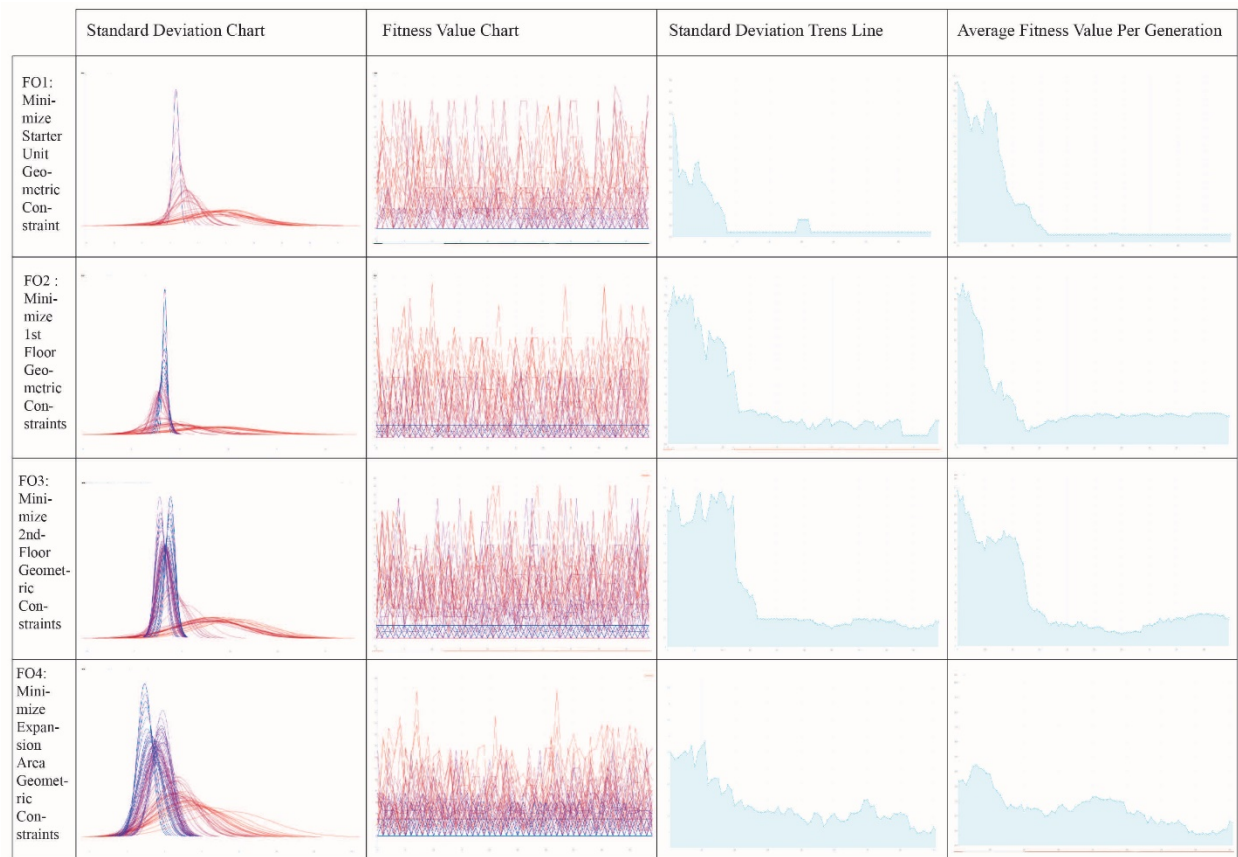 Standard Deviation Chart
Fitness Value Chart
Standard Deviation Trens Line
Average Fitness Value Per Generation
FO1:
Mini-
mize
Starter
Unit
Geo-
metric
Con-
straint
FO2 :
Mini-
mize
1st
Floor
Geo-
metric
Con-
straints
FO3:
Mini-
mize
2nd-
Floor
Geomet-
ric
Con-
straints
FO4:
Mini-
mize
Expan-
sion
Area
Geomet-
ric
Con-
straints